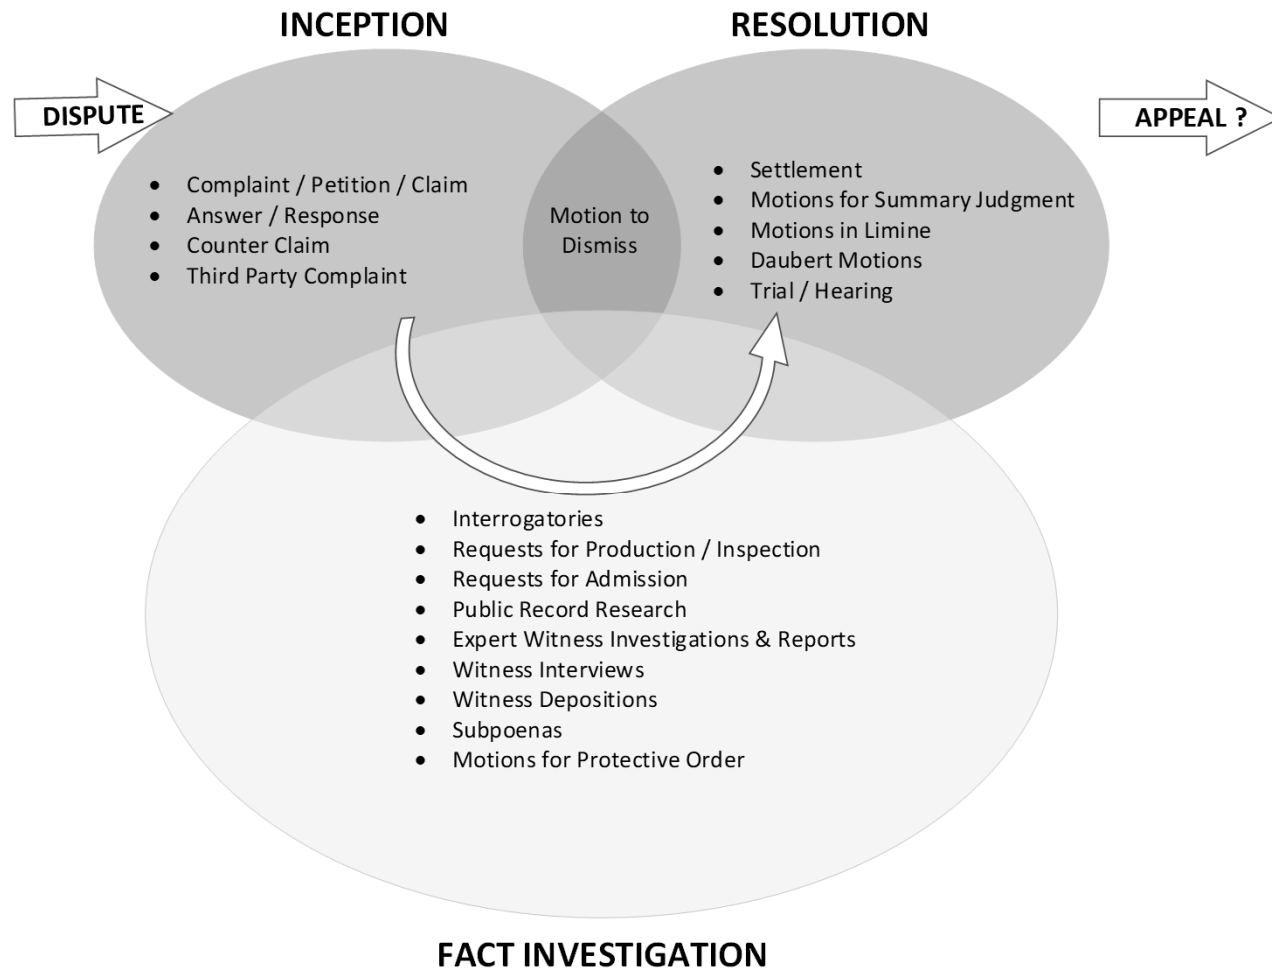 INCEPTION
RESOLUTION
DISPUTE
APPEAL ?
• Complaint / Petition / Claim
• Answer / Response
• Counter Claim
• Third Party Complaint
Motion to
Dismiss
• Settlement
• Motions for Summary Judgment
• Motions in Limine
• Daubert Motions
• Trial / Hearing
• Interrogatories
• Requests for Production / Inspection
• Requests for Admission
• Public Record Research
• Expert Witness Investigations & Reports
• Witness Interviews
• Witness Depositions
• Subpoenas
• Motions for Protective Order
FACT INVESTIGATION